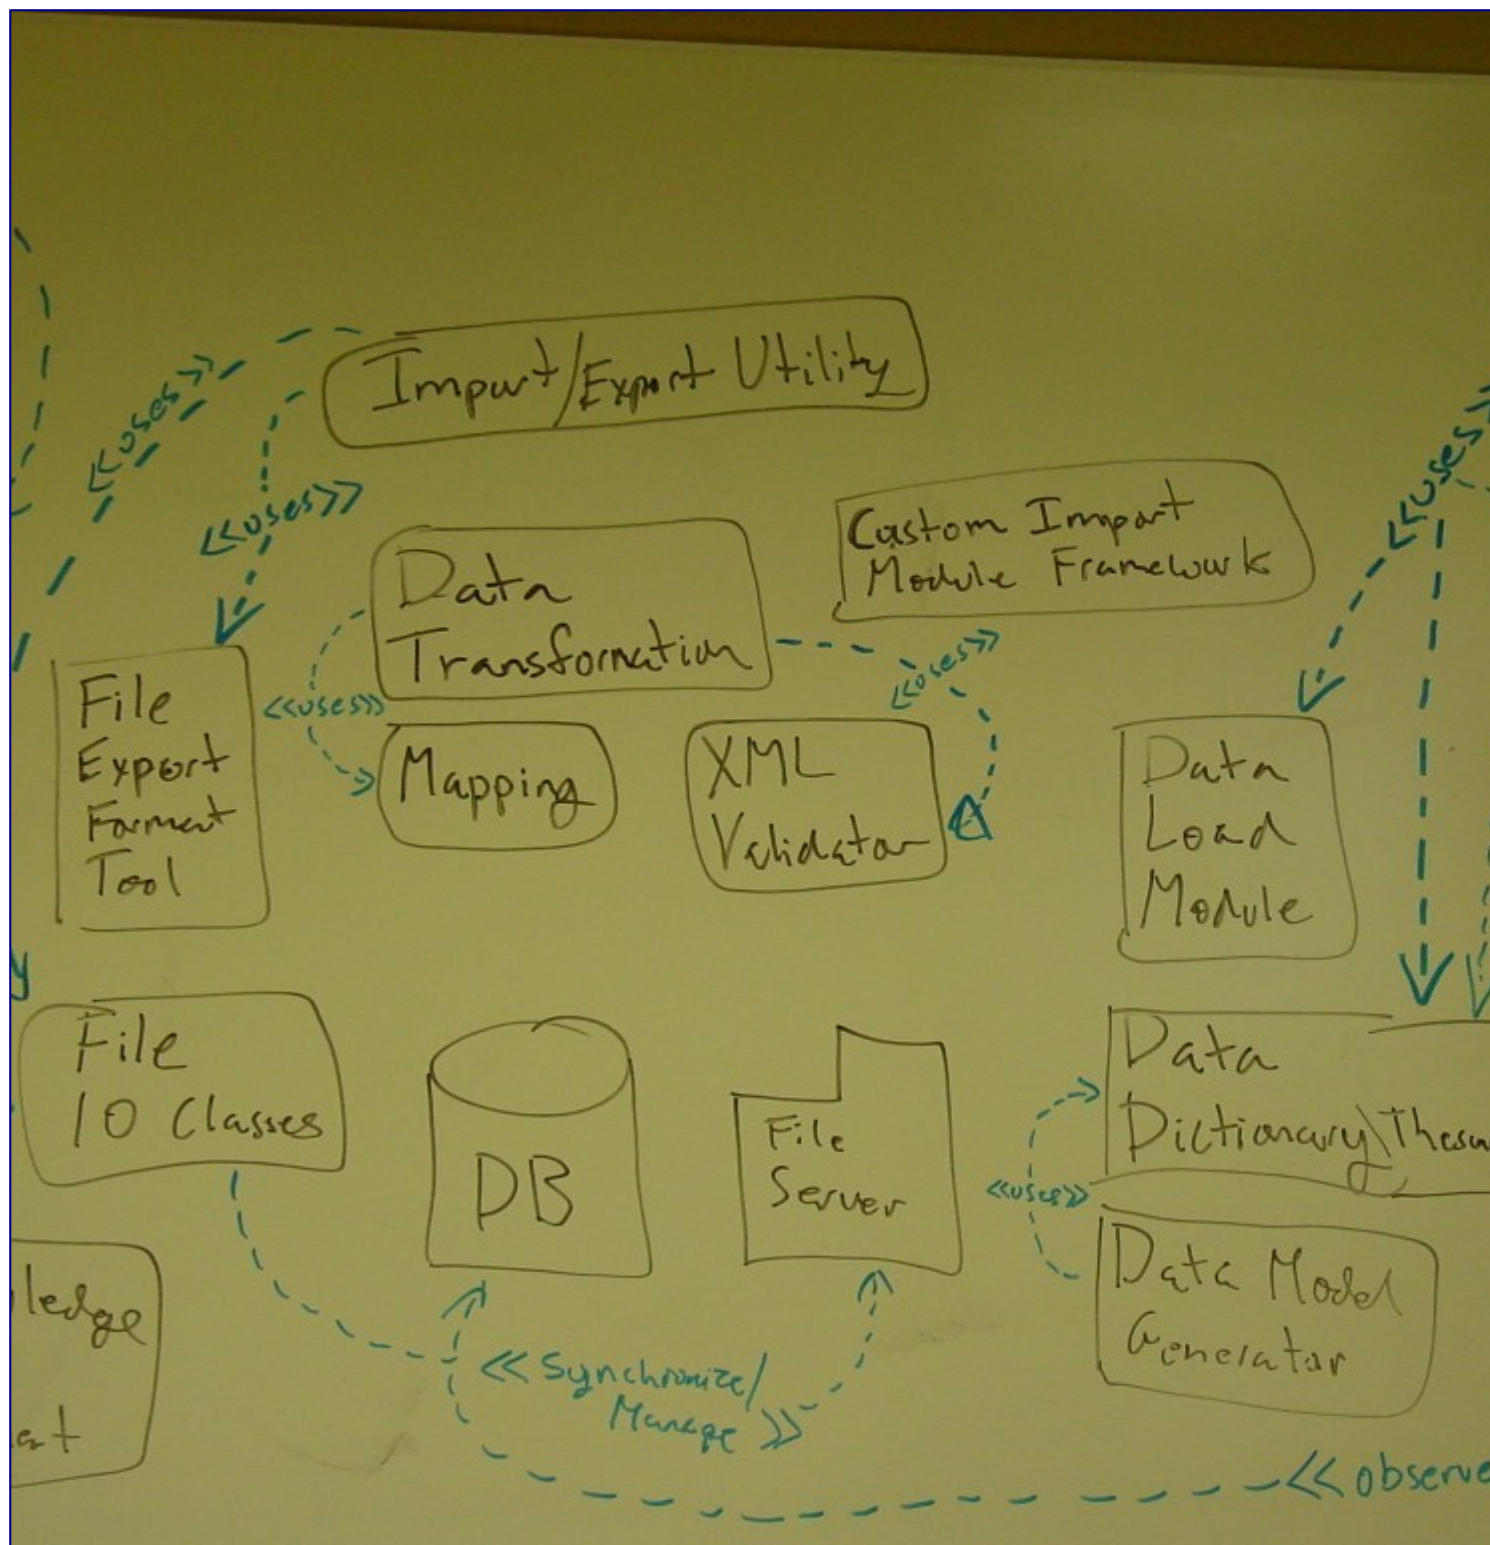 Import/Export Utility
<<uses>>
<<uses>>
<<uses>>
Custom Import
Module Framework
Data
Transformation
<<uses>>
File
Export
Format
Tool
<<uses>>
Mapping
XML
Validator
Data
Load
Module
File
IO Classes
DB
File
Server
Data
Dictionary\Thesau
<<uses>>
Data Model
Generator
ledge
<<Synchronize/
Manage>>
<<observe